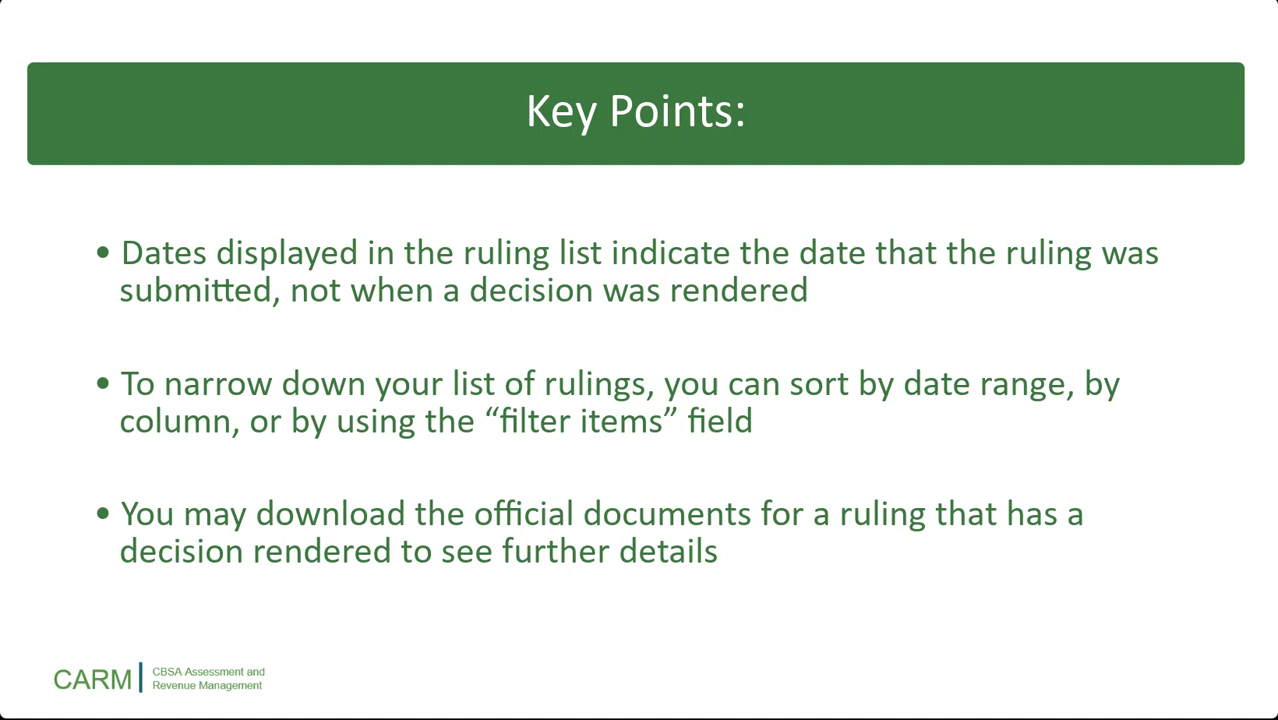 Key Points:
• Dates displayed in the ruling list indicate the date that the ruling was
submitted, not when a decision was rendered
• To narrow down your list of rulings, you can sort by date range, by
column, or by using the “filter items” field
• You may download the official documents for a ruling that has a
decision rendered to see further details
CARM | CBSA Assessment and
Revenue Management